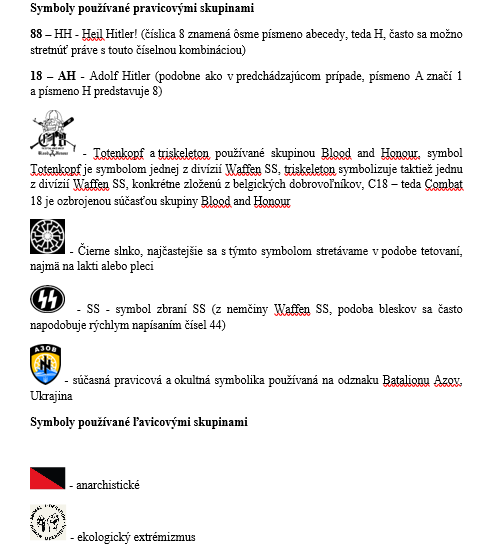 Symboly používané pravicovými skupinami
88 – HH - Heil Hitler! (číslica 8 znamená ôsme písmeno abecedy, teda H, často sa možno
stretnúť práve s touto číselnou kombináciou)
18 – AH - Adolf Hitler (podobne ako v predchádzajúcom prípade, písmeno A značí 1
a písmeno H predstavuje 8)
- Totenkopf a triskeleton používané skupinou Blood and Honour, symbol
Totenkopf je symbolom jednej z divízií Waffen SS, triskeleton symbolizuje taktiež jednu
z divízií Waffen SS, konkrétne zloženú z belgických dobrovoľníkov, C18 – teda Combat
18 je ozbrojenou súčasťou skupiny Blood and Honour
- Čierne slnko, najčastejšie sa s týmto symbolom stretávame v podobe tetovaní,
najmä na lakti alebo pleci
- SS - symbol zbraní SS (z nemčiny Waffen SS, podoba bleskov sa často
napodobuje rýchlym napísaním čísel 44)
АЗОВ
- súčasná pravicová a okultná symbolika používaná na odznaku Batalionu Azov,
Ukrajina
Symboly používané ľavicovými skupinami
- anarchistické
- ekologický extrémizmus